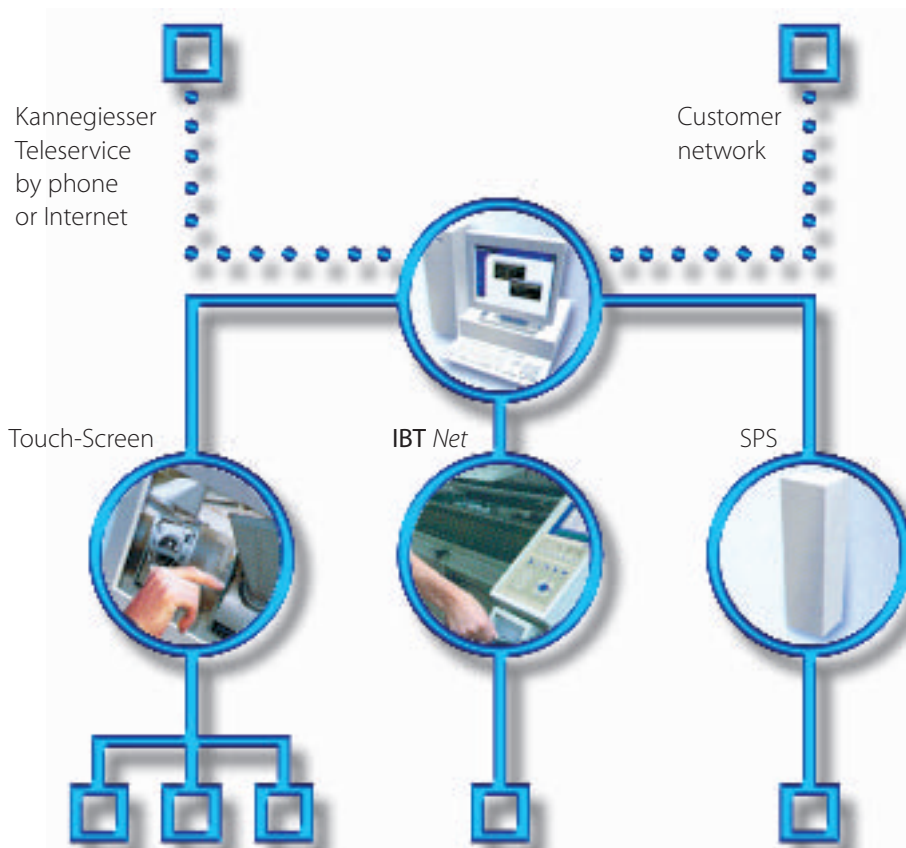 Kannegiesser
Teleservice
by phone
or Internet
Customer
network
Touch-Screen
IBT Net
SPS